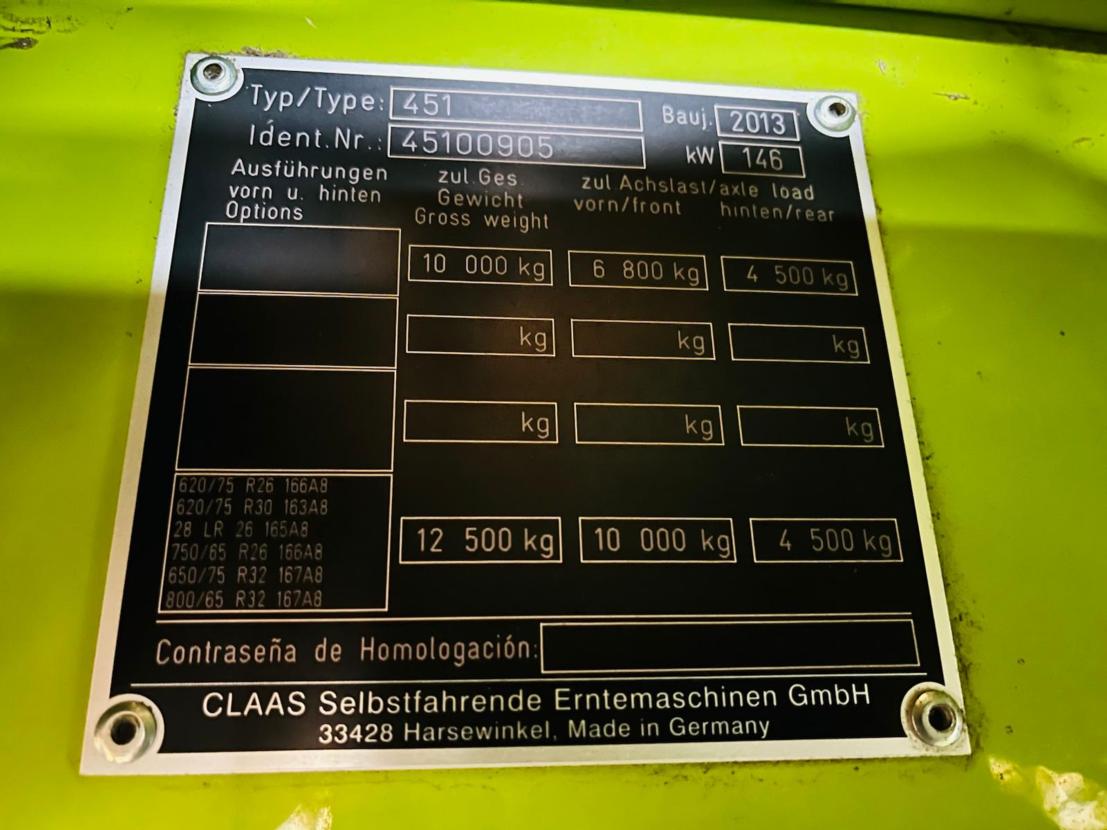 Typ/Type: 451 Bauj. 2013
Ident.Nr.: 45100905 kW 146
Ausführungen
vorn u. hinten
Options
zul.Ges.
Gewicht
Gross weight
zul Achslast/axle load
vorn/front hinten/rear
10 000 kg 6 800 kg 4 500 kg
kg kg kg
kg kg kg
620/75 R26 166A8
620/75 R30 163A8
28 LR 26 165A8
750/65 R26 166A8
650/75 R32 167A8
800/65 R32 167A8
12 500 kg 10 000 kg 4 500 kg
Contraseña de Homologación:
CLAAS Selbstfahrende Erntemaschinen GmbH
33428 Harsewinkel, Made in Germany